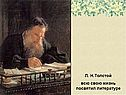 Л. Н. Толстой
всю свою жизнь
посвятил литературе